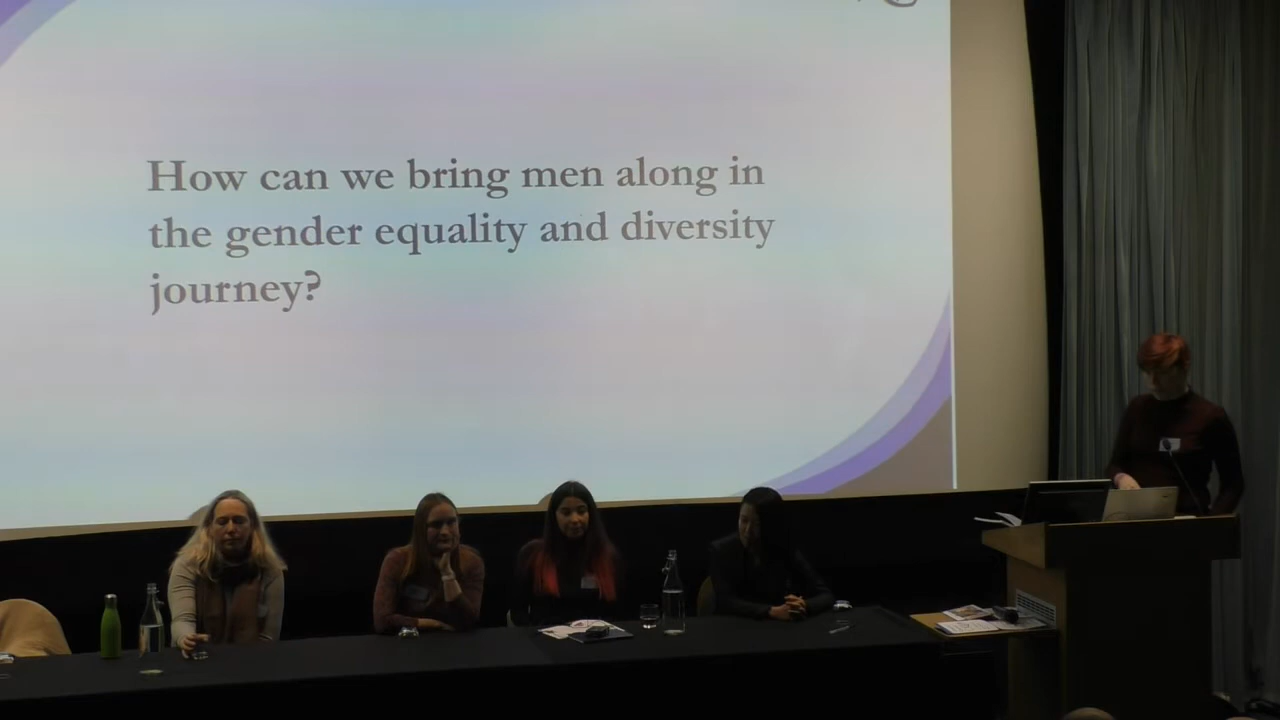 How can we bring men along in
the gender equality and diversity
journey?